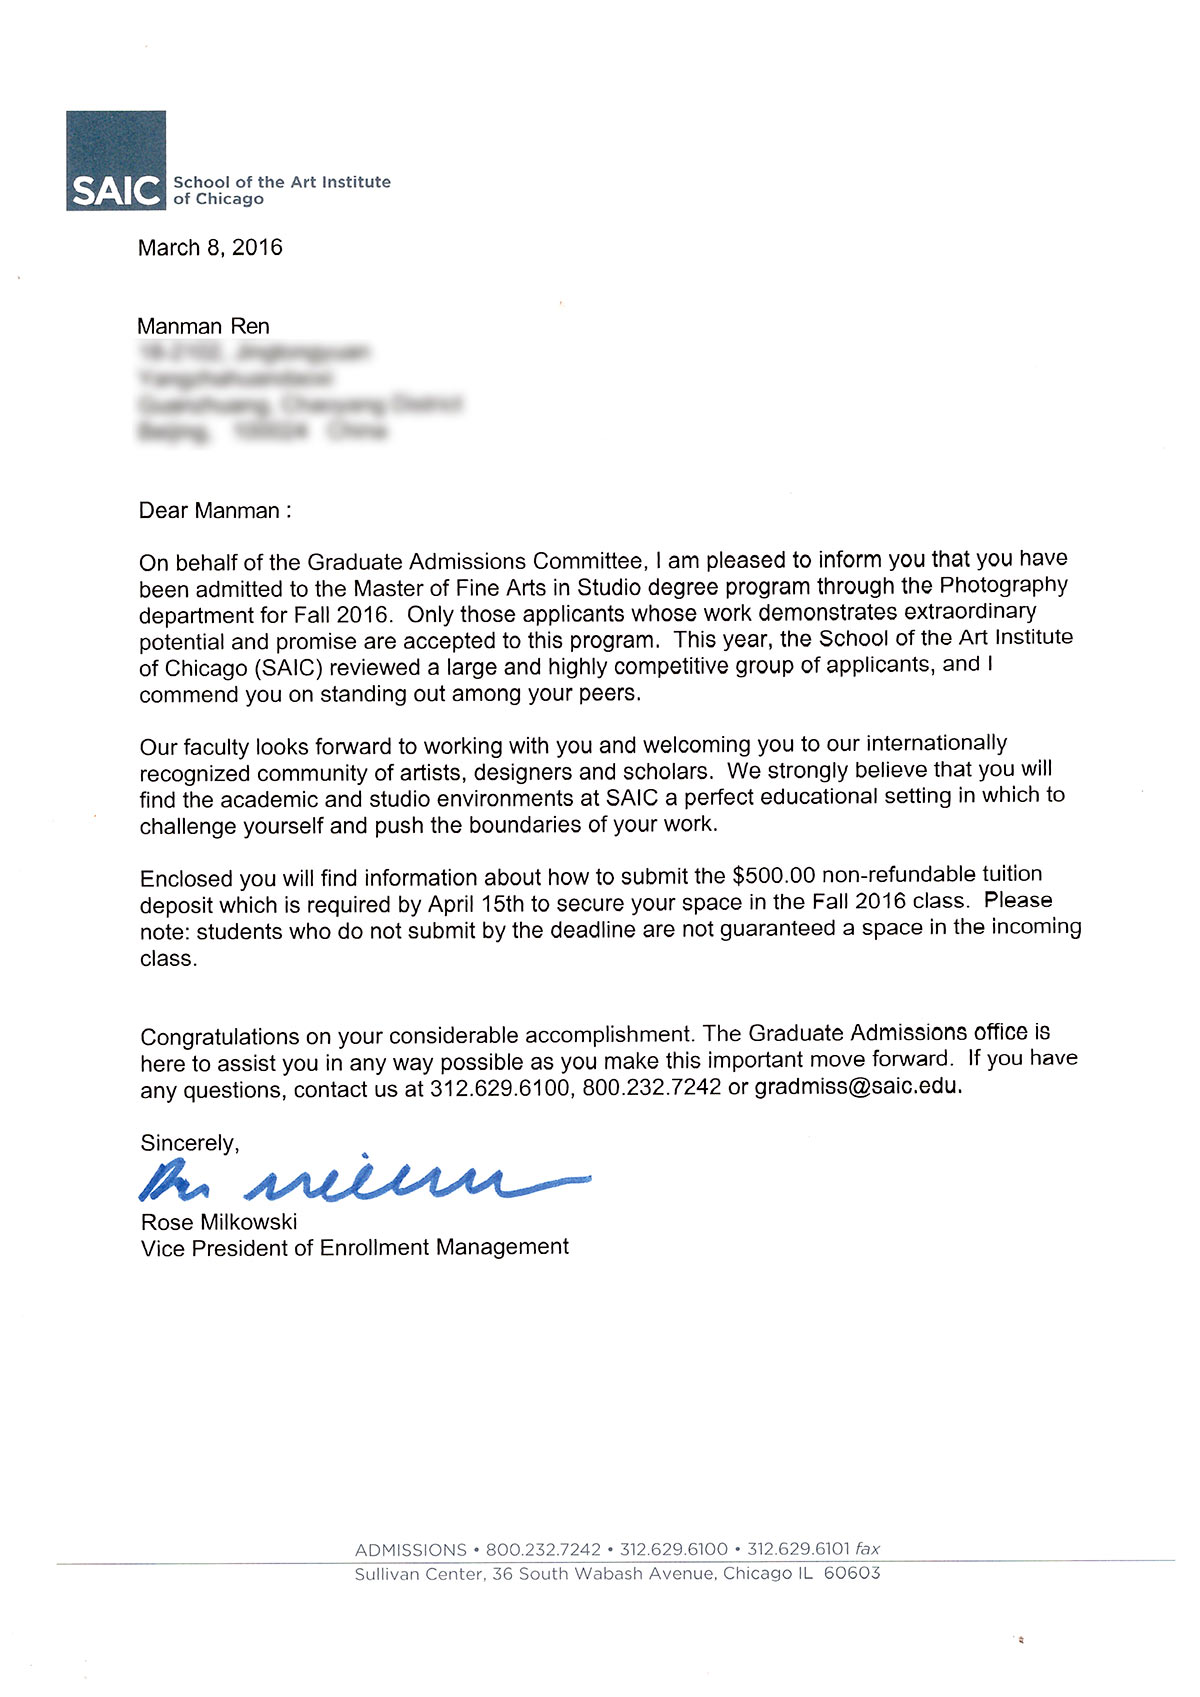 SAIC
School of the Art Institute
of Chicago
March 8, 2016
Manman Ren
Dear Manman :
On behalf of the Graduate Admissions Committee, I am pleased to inform you that you have
been admitted to the Master of Fine Arts in Studio degree program through the Photography
department for Fall 2016.  Only those applicants whose work demonstrates extraordinary
potential and promise are accepted to this program.  This year, the School of the Art Institute
of Chicago (SAIC) reviewed a large and highly competitive group of applicants, and I
commend you on standing out among your peers.
Our faculty looks forward to working with you and welcoming you to our internationally
recognized community of artists, designers and scholars.  We strongly believe that you will
find the academic and studio environments at SAIC a perfect educational setting in which to
challenge yourself and push the boundaries of your work.
Enclosed you will find information about how to submit the $500.00 non-refundable tuition
deposit which is required by April 15th to secure your space in the Fall 2016 class.  Please
note: students who do not submit by the deadline are not guaranteed a space in the incoming
class.
Congratulations on your considerable accomplishment. The Graduate Admissions office is
here to assist you in any way possible as you make this important move forward.  If you have
any questions, contact us at 312.629.6100, 800.232.7242 or gradmiss@saic.edu.
Sincerely,
Rose Milkowski
Vice President of Enrollment Management
ADMISSIONS • 800.232.7242 • 312.629.6100 • 312.629.6101 fax
Sullivan Center, 36 South Wabash Avenue, Chicago IL  60603